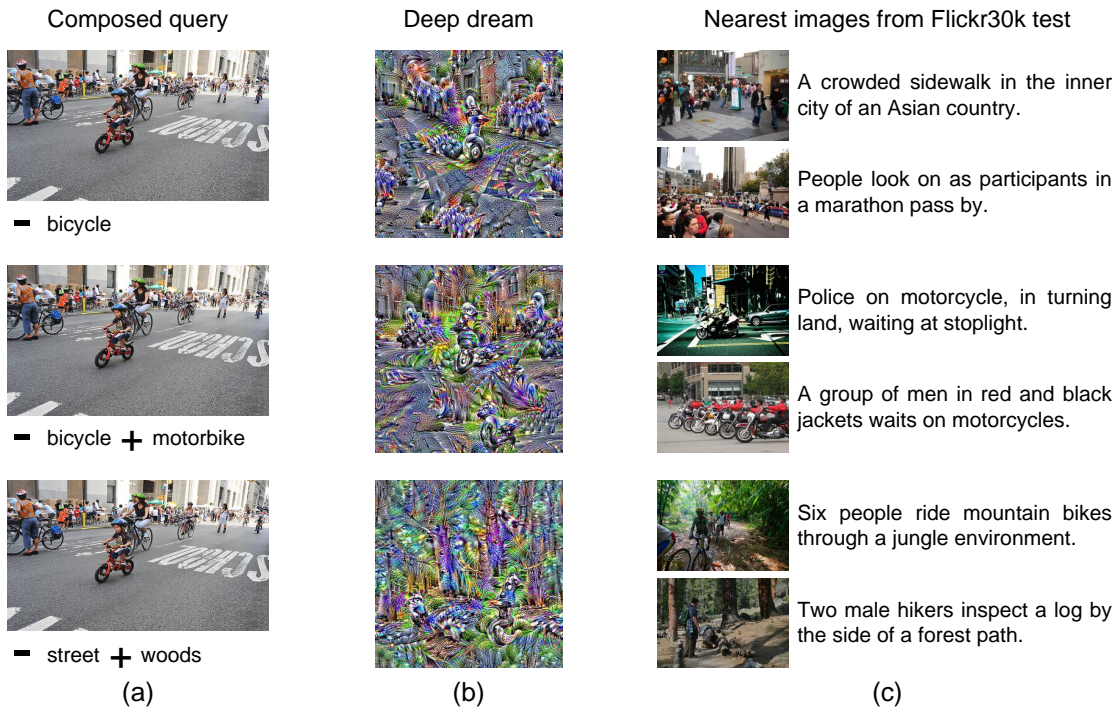 Composed query
Deep dream
Nearest images from Flickr30k test
SCHOOL
- bicycle
A crowded sidewalk in the inner
city of an Asian country.
People look on as participants in
a marathon pass by.
SCHOOL
- bicycle + motorbike
Police on motorcycle, in turning
land, waiting at stoplight.
A group of men in red and black
jackets waits on motorcycles.
SCHOOL
- street + woods
Six people ride mountain bikes
through a jungle environment.
Two male hikers inspect a log by
the side of a forest path.
(a)
(b)
(c)